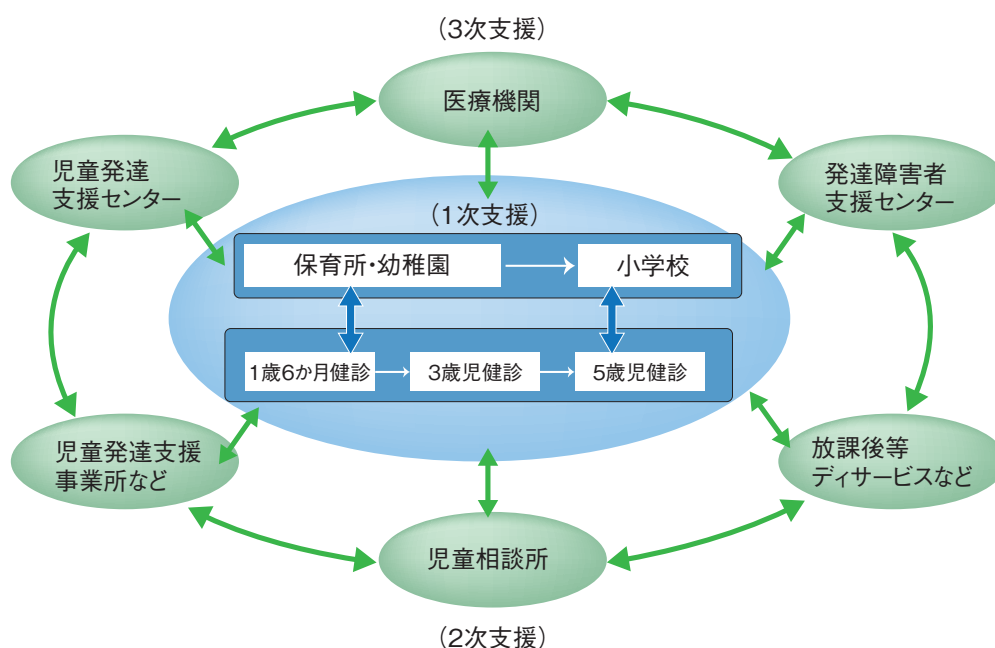 (3次支援)
医療機関
児童発達
支援センター
発達障害者
支援センター
(1次支援)
保育所・幼稚園
小学校
1歳6か月健診
3歳児健診
5歳児健診
児童発達支援
事業所など
放課後等
ディサービスなど
児童相談所
(2次支援)